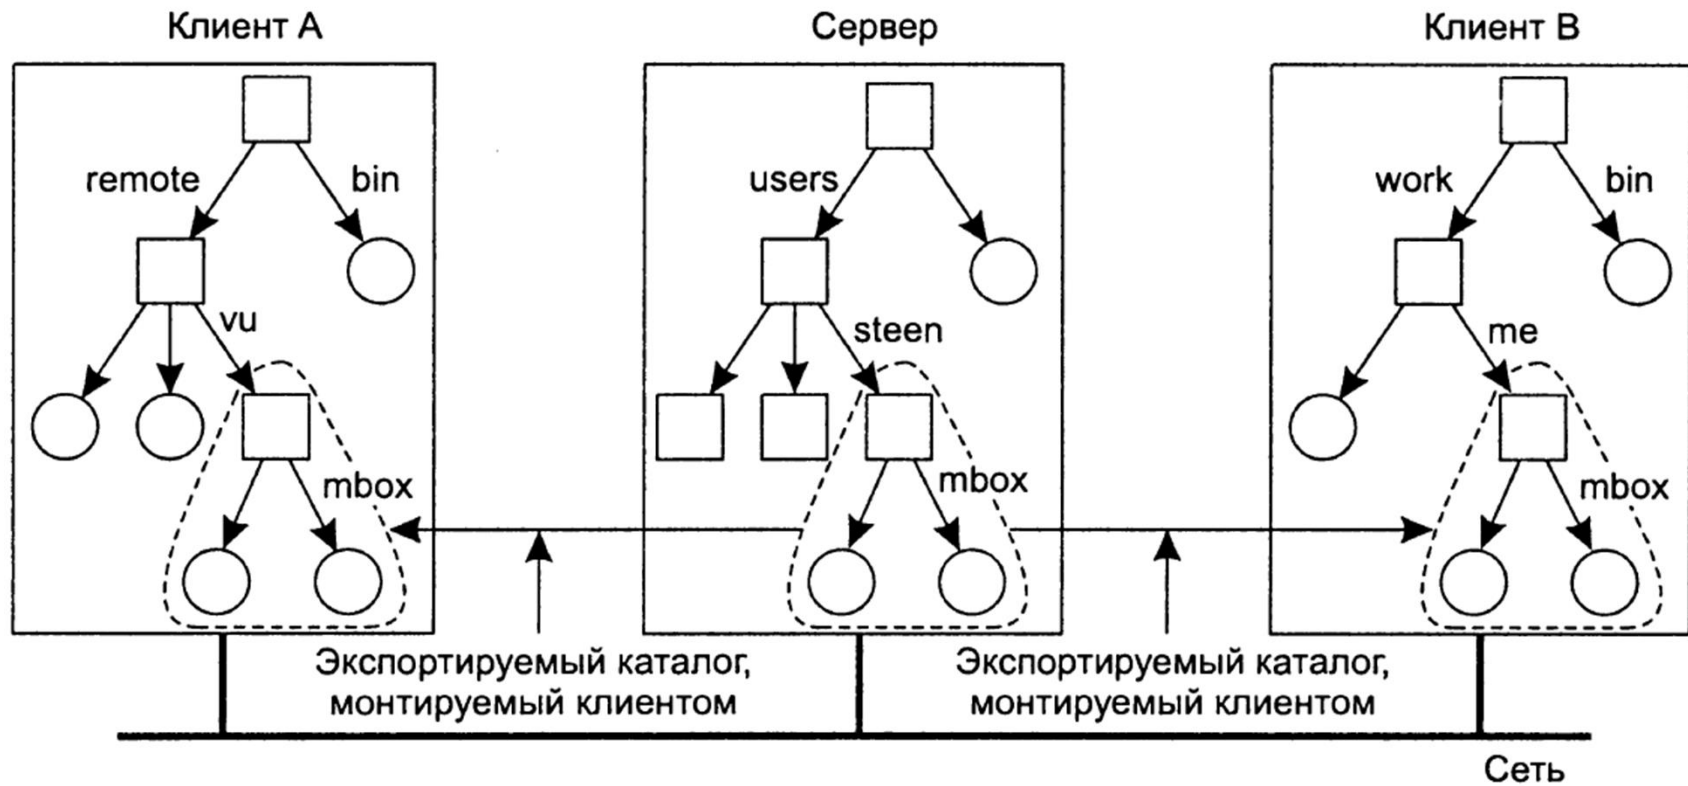 Клиент А
Сервер
Клиент В
remote
bin
users
work
bin
vu
steen
me
mbox
mbox
mbox
Экспортируемый каталог,
монтируемый клиентом
Экспортируемый каталог,
монтируемый клиентом
Сеть